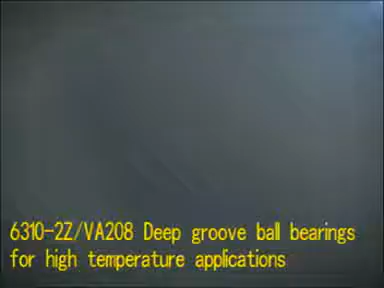 6310-2Z/VA208 Deep groove ball bearings
for high temperature applications